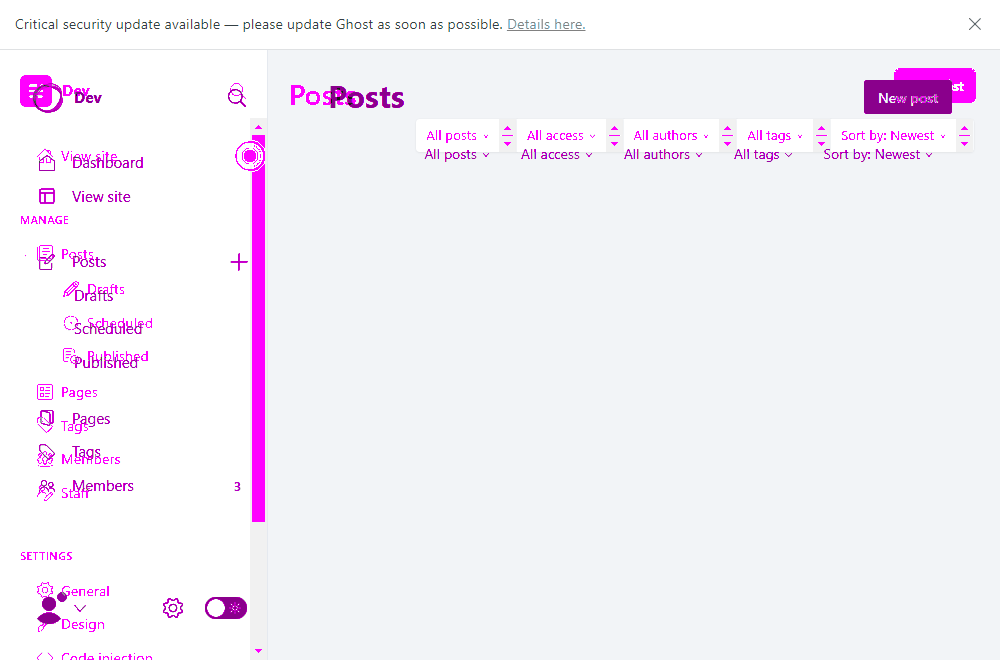 Critical security update available — please update Ghost as soon as possible. Details here.
Dev
Dev
Posts
Posts
New post
All posts
All access
All authors
All tags
Sort by: Newest
All posts
All access
All authors
All tags
Sort by: Newest
View site
Dashboard
View site
MANAGE
Posts
Posts
Drafts
Drafts
Scheduled
Scheduled
Published
Published
Pages
Pages
Tags
Tags
Members
Members
3
Staff
SETTINGS
General
Design
Code injection